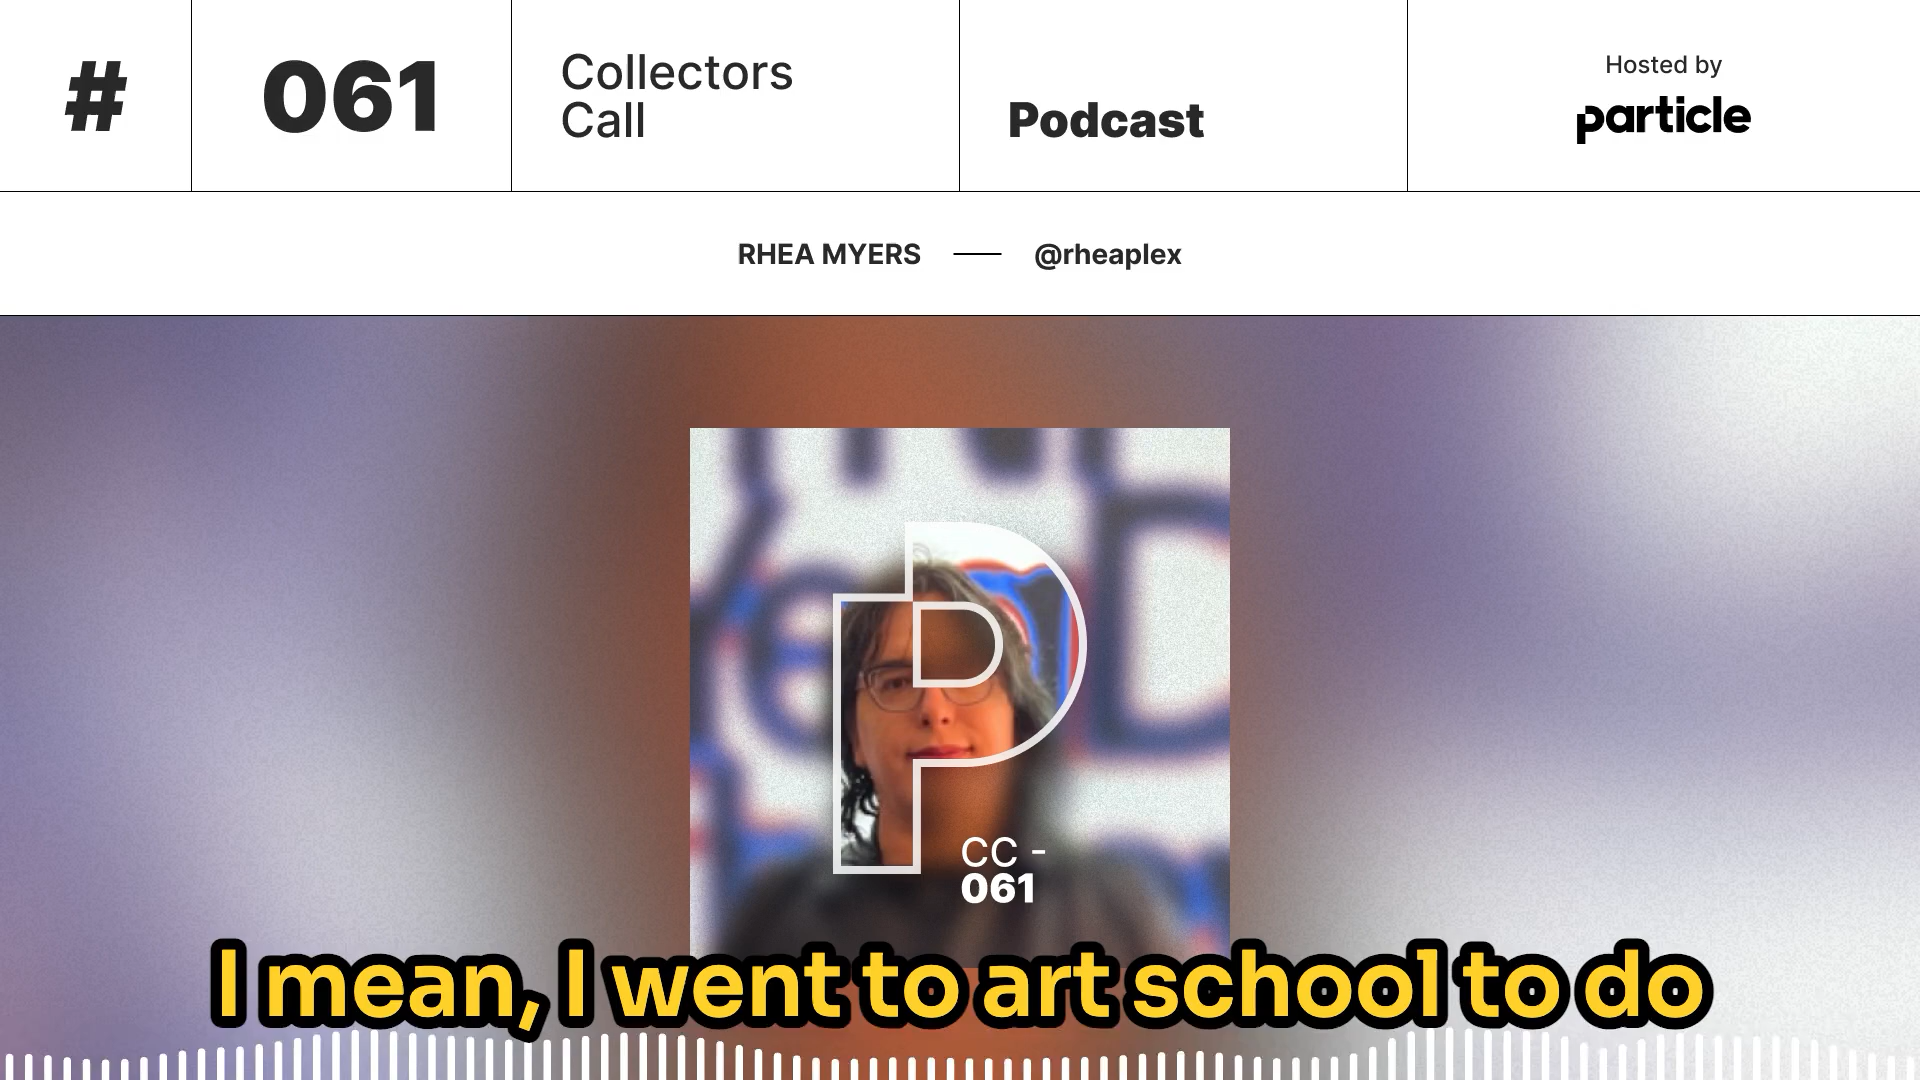 #
061
Collectors
Call
Podcast
Hosted by
particle
RHEA MYERS — @rheaplex
P
CC -
061
I mean, I went to art school to do